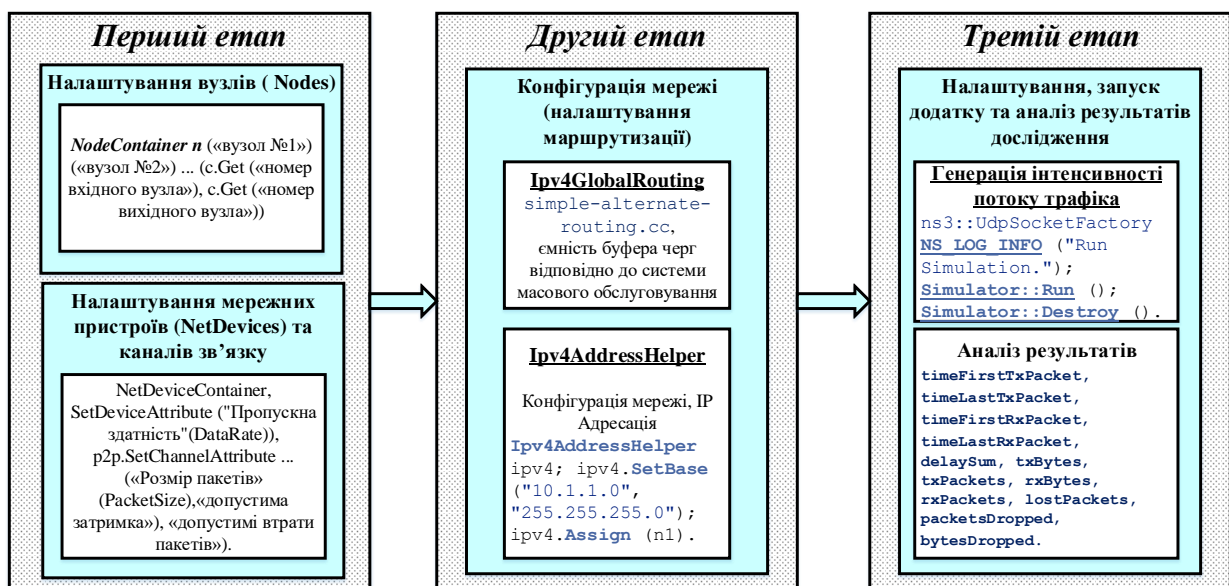 Перший етап
Налаштування вузлів ( Nodes)
NodeContainer n («вузол №1»)
(«вузол №2») ... (c.Get («номер
вхідного вузла»), c.Get («номер
вихідного вузла»))
Налаштування мережних
пристроїв (NetDevices) та
каналів зв’язку
NetDeviceContainer,
SetDeviceAttribute ("Пропускна
здатність"(DataRate)),
p2p.SetChannelAttribute ...
(«Розмір пакетів»
(PacketSize),«допустима
затримка»), «допустимі втрати
пакетів»).
Другий етап
Конфігурація мережі
(налаштування
маршрутизації)
Ipv4GlobalRouting
simple-alternate-
routing.cc,
ємність буфера черг
відповідно до системи
масового обслуговування
Ipv4AddressHelper
Конфігурація мережі, IP
Адресація
Ipv4AddressHelper
ipv4; ipv4.SetBase
("10.1.1.0",
"255.255.255.0");
ipv4.Assign (n1).
Третій етап
Налаштування, запуск
додатку та аналіз результатів
дослідження
Генерація інтенсивності
потоку трафіка
ns3::UdpSocketFactory
NS_LOG_INFO ("Run
Simulation.");
Simulator::Run ();
Simulator::Destroy ().
Аналіз результатів
timeFirstTxPacket,
timeLastTxPacket,
timeFirstRxPacket,
timeLastRxPacket,
delaySum, txBytes,
txPackets, rxBytes,
rxPackets, lostPackets,
packetsDropped,
bytesDropped.